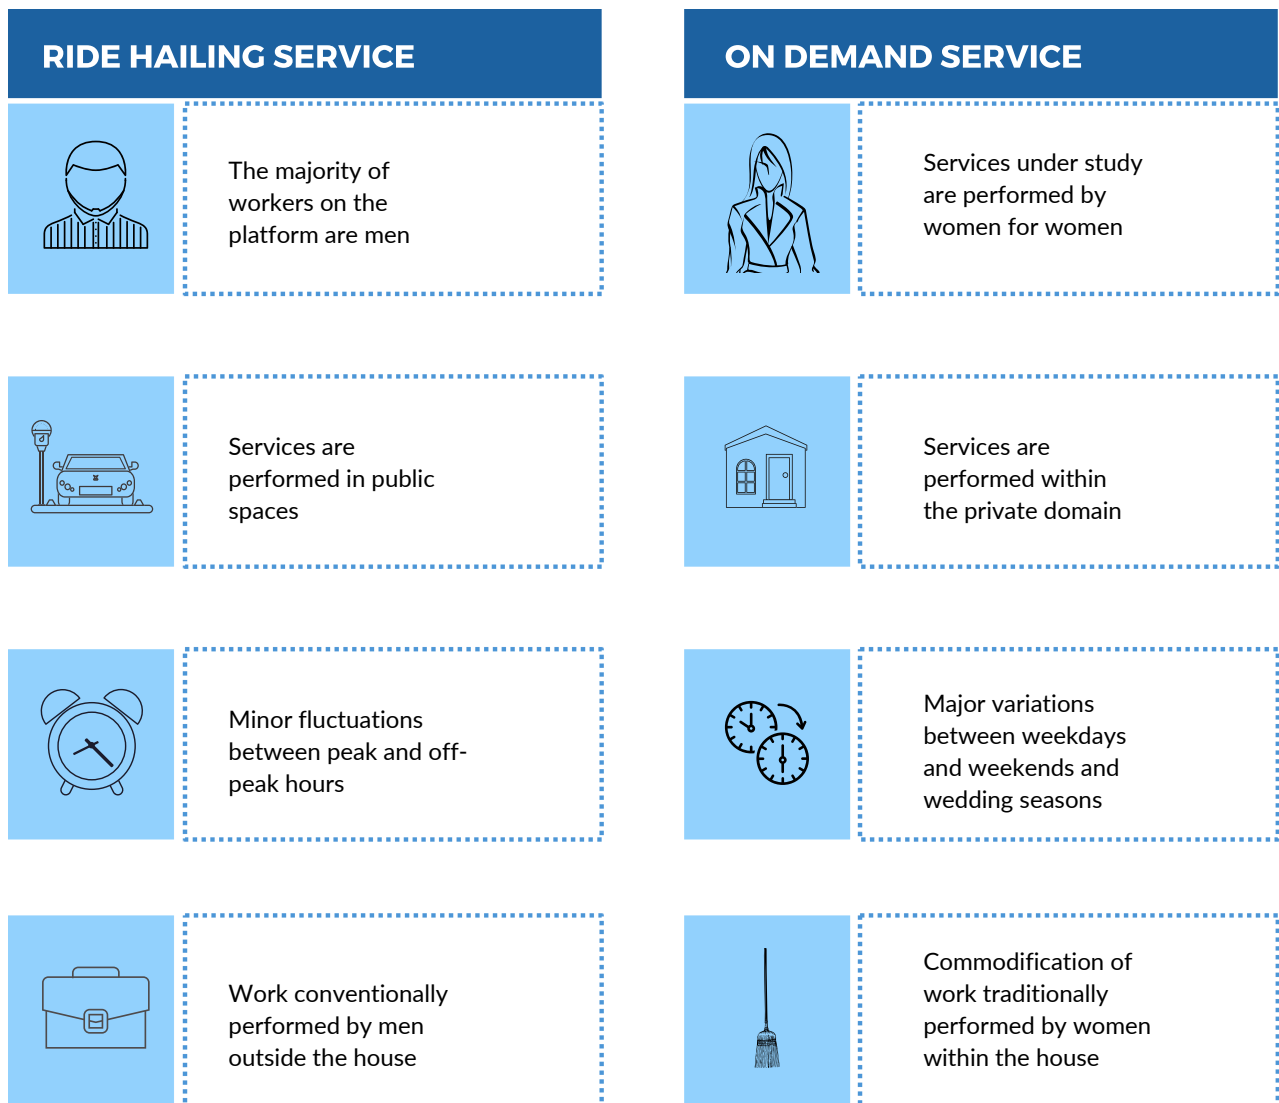 RIDE HAILING SERVICE
The majority of
workers on the
platform are men
Services are
performed in public
spaces
Minor fluctuations
between peak and off-
peak hours
Work conventionally
performed by men
outside the house
ON DEMAND SERVICE
Services under study
are performed by
women for women
Services are
performed within
the private domain
Major variations
between weekdays
and weekends and
wedding seasons
Commodification of
work traditionally
performed by women
within the house